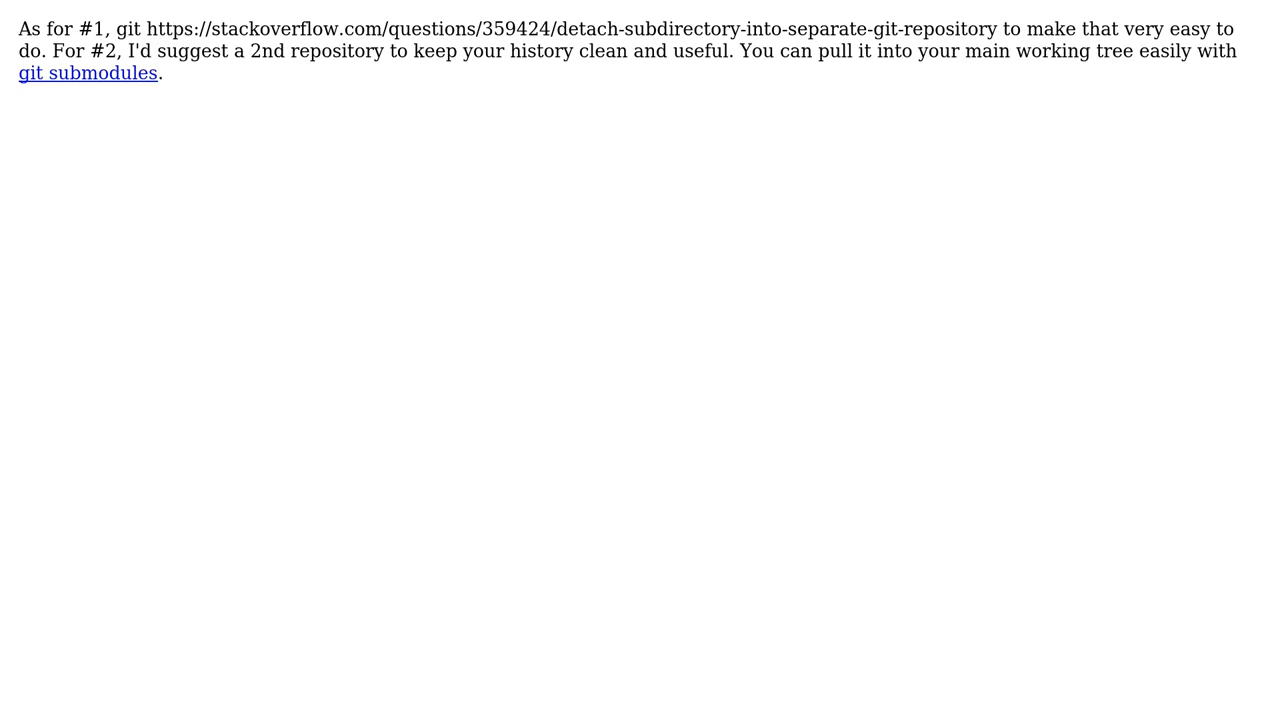 As for #1, git https://stackoverflow.com/questions/359424/detach-subdirectory-into-separate-git-repository to make that very easy to
do. For #2, I'd suggest a 2nd repository to keep your history clean and useful. You can pull it into your main working tree easily with
git submodules.